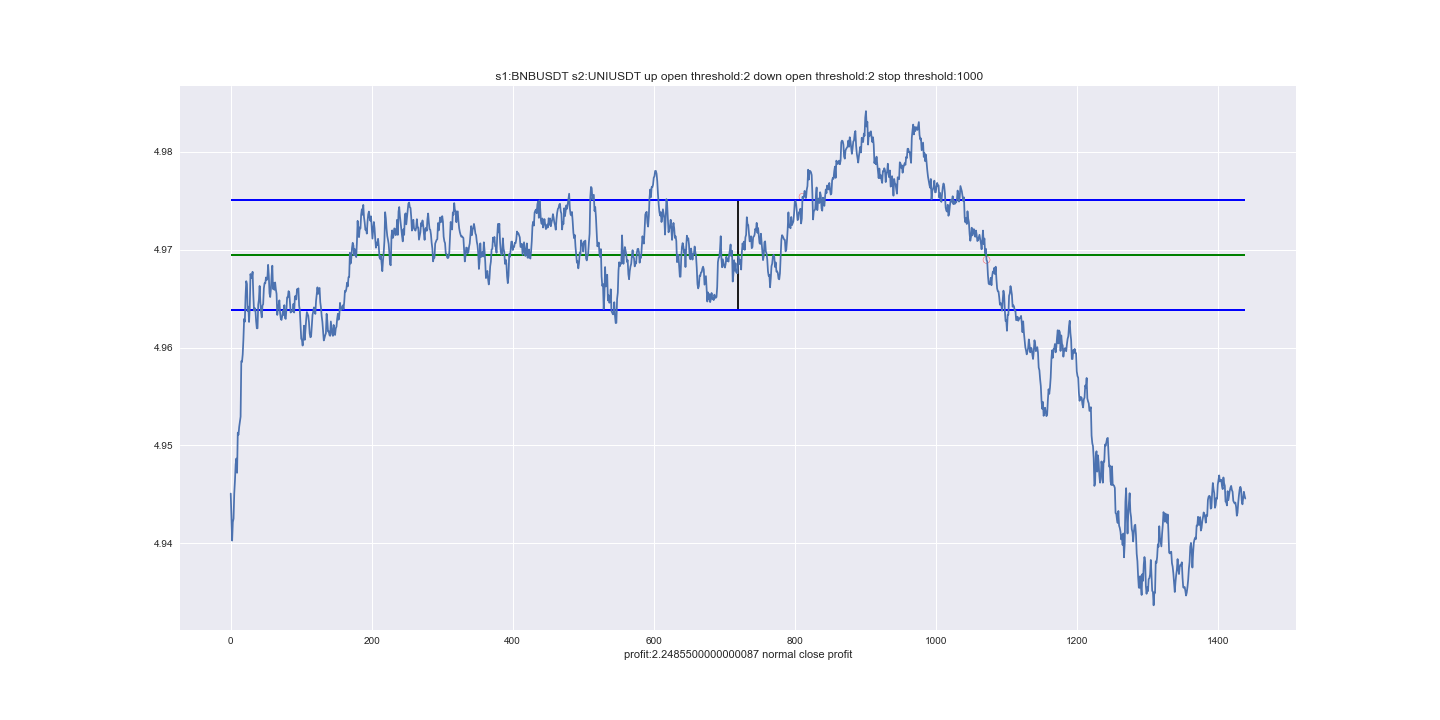 s1:BNBUSDT s2:UNIUSDT up open threshold:2 down open threshold:2 stop threshold:1000
4.98
4.97
4.96
4.95
4.94
0 200 400 600 800 1000 1200 1400
profit:2.2485500000000087 normal close profit